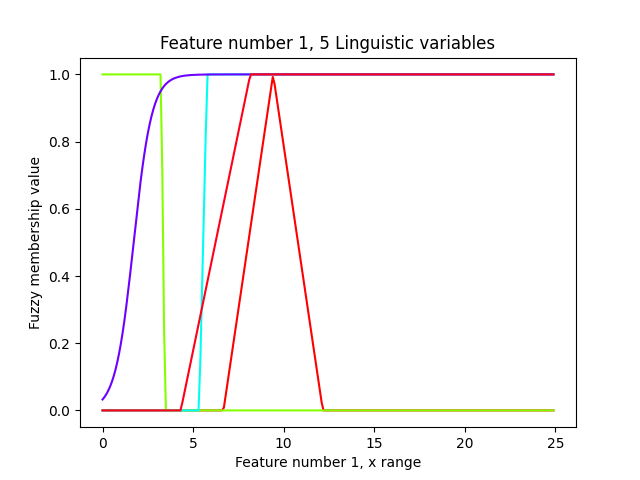 Feature number 1, 5 Linguistic variables
1.0
0.8
0.6
0.4
0.2
0.0
Fuzzy membership value
0 5 10 15 20 25
Feature number 1, x range